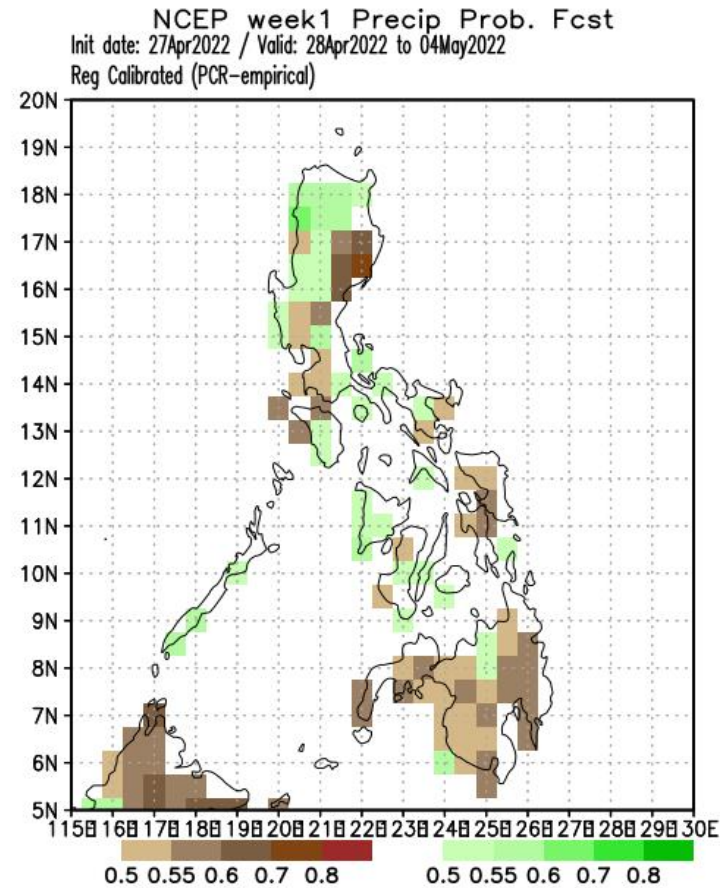 NCEP week1 Precip Prob. Fcst
Init date: 27Apr2022 / Valid: 28Apr2022 to 04May2022
Reg Calibrated (PCR-empirical)
20N
19N
18N
17N
16N
15N
14N
13N
12N
11N
10N
9N
8N
7N
6N
5N
115E 116E 117E 118E 119E 120E 121E 122E 123E 124E 125E 126E 127E 128E 129E 130E
0.5 0.55 0.6 0.7 0.8 0.5 0.55 0.6 0.7 0.8